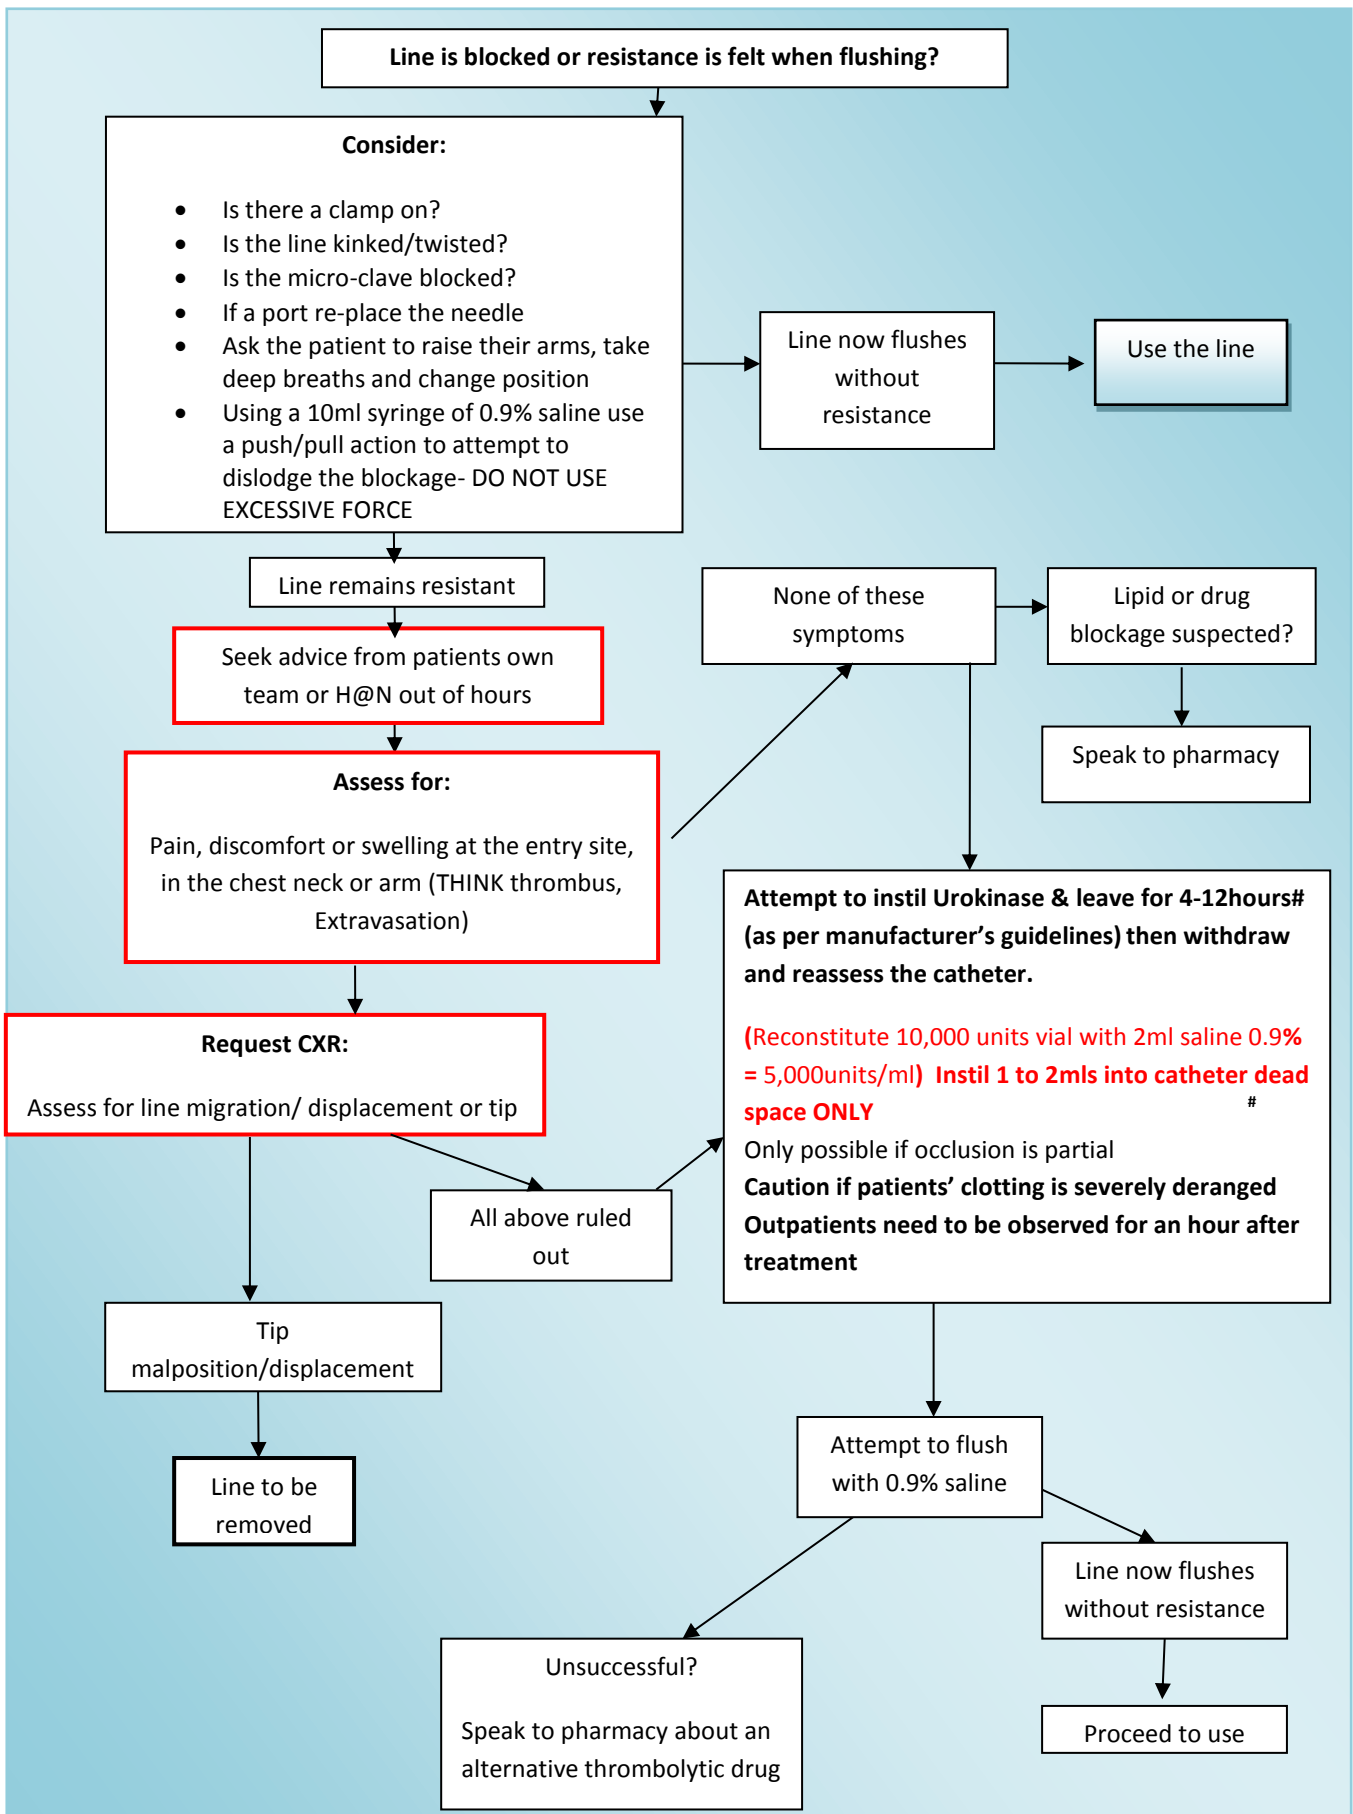 Line is blocked or resistance is felt when flushing?
Consider:
• Is there a clamp on?
• Is the line kinked/twisted?
• Is the micro-clave blocked?
• If a port re-place the needle
• Ask the patient to raise their arms, take
deep breaths and change position
• Using a 10ml syringe of 0.9% saline use
a push/pull action to attempt to
dislodge the blockage- DO NOT USE
EXCESSIVE FORCE
Line now flushes
without
resistance
Use the line
Line remains resistant
Seek advice from patients own
team or H@N out of hours
Assess for:
Pain, discomfort or swelling at the entry site,
in the chest neck or arm (THINK thrombus,
Extravasation)
None of these
symptoms
Lipid or drug
blockage suspected?
Speak to pharmacy
Request CXR:
Assess for line migration/ displacement or tip
All above ruled
out
Tip
malposition/displacement
Line to be
removed
Attempt to instil Urokinase & leave for 4-12hours#
(as per manufacturer’s guidelines) then withdraw
and reassess the catheter.
(Reconstitute 10,000 units vial with 2ml saline 0.9%
= 5,000units/ml) Instil 1 to 2mls into catheter dead
space ONLY #
Only possible if occlusion is partial
Caution if patients’ clotting is severely deranged
Outpatients need to be observed for an hour after
treatment
Attempt to flush
with 0.9% saline
Line now flushes
without resistance
Proceed to use
Unsuccessful?
Speak to pharmacy about an
alternative thrombolytic drug